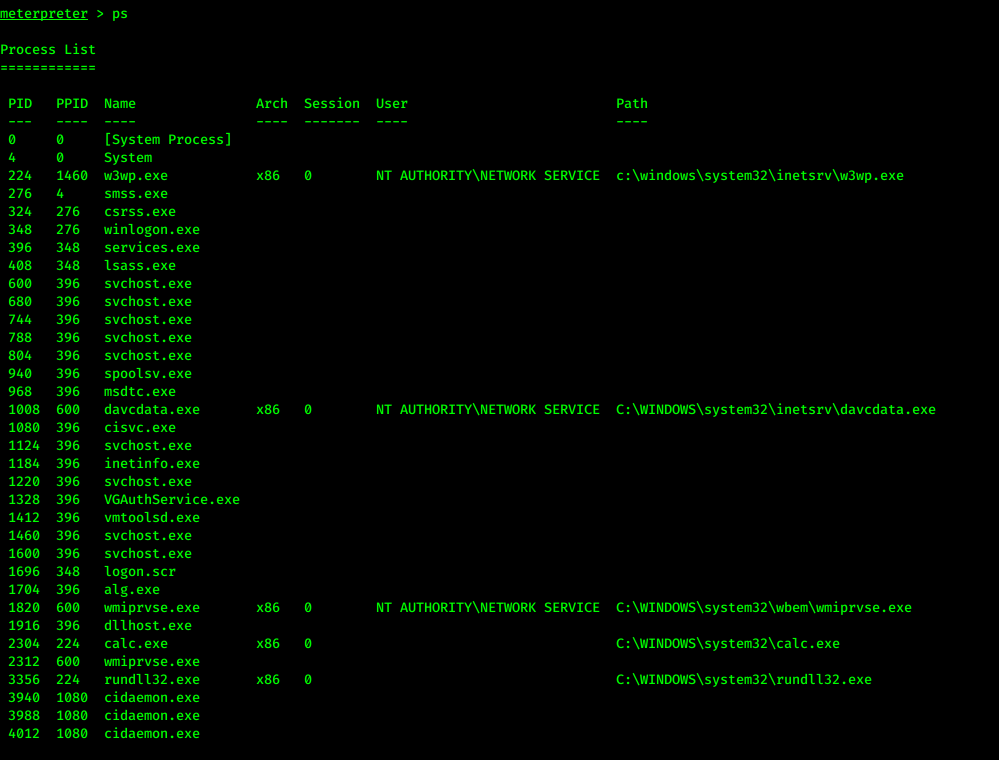 meterpreter > ps
Process List
============
PID PPID Name Arch Session User Path
--- ---- ---- ---- ------- ---- ----
0 0 [System Process]
4 0 System
224 1460 w3wp.exe x86 0 NT AUTHORITY\NETWORK SERVICE c:\windows\system32\inetsrv\w3wp.exe
276 4 smss.exe
324 276 csrss.exe
348 276 winlogon.exe
396 348 services.exe
408 348 lsass.exe
600 396 svchost.exe
680 396 svchost.exe
744 396 svchost.exe
788 396 svchost.exe
804 396 svchost.exe
940 396 spoolsv.exe
968 396 msdtc.exe
1008 600 davcdata.exe x86 0 NT AUTHORITY\NETWORK SERVICE C:\WINDOWS\system32\inetsrv\davcdata.exe
1080 396 cisvc.exe
1124 396 svchost.exe
1184 396 inetinfo.exe
1220 396 svchost.exe
1328 396 VGAuthService.exe
1412 396 vmtoolsd.exe
1460 396 svchost.exe
1600 396 svchost.exe
1696 348 logon.scr
1704 396 alg.exe
1820 600 wmiprvse.exe x86 0 NT AUTHORITY\NETWORK SERVICE C:\WINDOWS\system32\wbem\wmiprvse.exe
1916 396 dllhost.exe
2304 224 calc.exe x86 0 C:\WINDOWS\system32\calc.exe
2312 600 wmiprvse.exe
3356 224 rundll32.exe x86 0 C:\WINDOWS\system32\rundll32.exe
3940 1080 cidaemon.exe
3988 1080 cidaemon.exe
4012 1080 cidaemon.exe